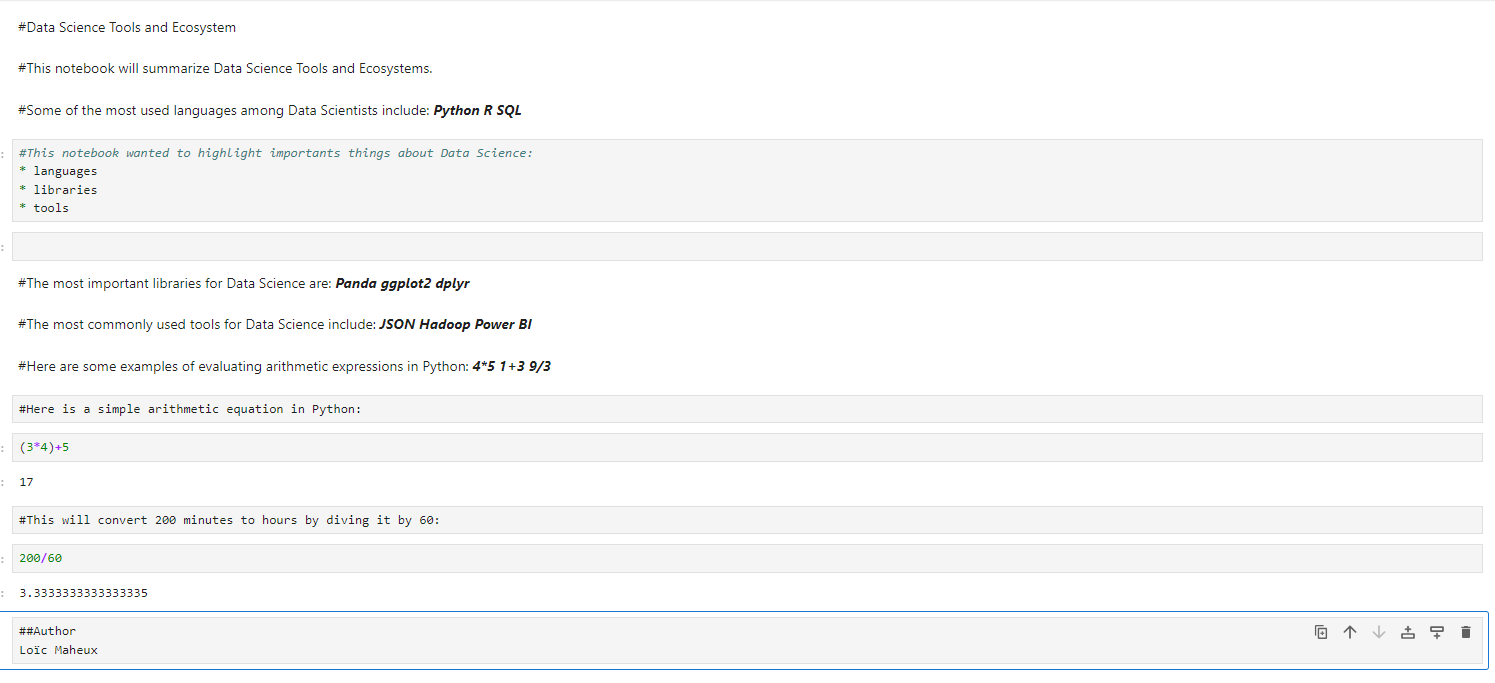 #Data Science Tools and Ecosystem
#This notebook will summarize Data Science Tools and Ecosystems.
#Some of the most used languages among Data Scientists include: Python R SQL
#This notebook wanted to highlight importants things about Data Science:
* languages
* libraries
* tools
#The most important libraries for Data Science are: Panda ggplot2 dplyr
#The most commonly used tools for Data Science include: JSON Hadoop Power BI
#Here are some examples of evaluating arithmetic expressions in Python: 4*5 1+3 9/3
#Here is a simple arithmetic equation in Python:
(3*4)+5
17
#This will convert 200 minutes to hours by diving it by 60:
200/60
3.3333333333333335
##Author
Loïc Maheux